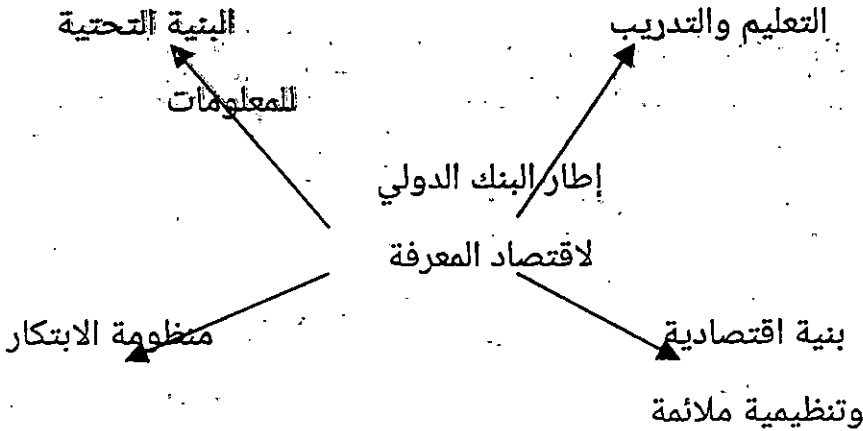 التعليم والتدريب
البنية التحتية
للمعلومات
إطار البنك الدولي
لاقتصاد المعرفة
بنية اقتصادية
وتنظيمية ملائمة
منظومة الابتكار